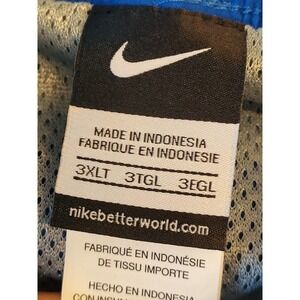 MADE IN INDONESIA
FABRIQUE EN INDONESIE
3XLT 3TGL 3EGL
nikebetterworld.com
FABRIQUÉ EN INDONÉSIE
DE TISSU IMPORTÉ
HECHO EN INDONESIA
CON